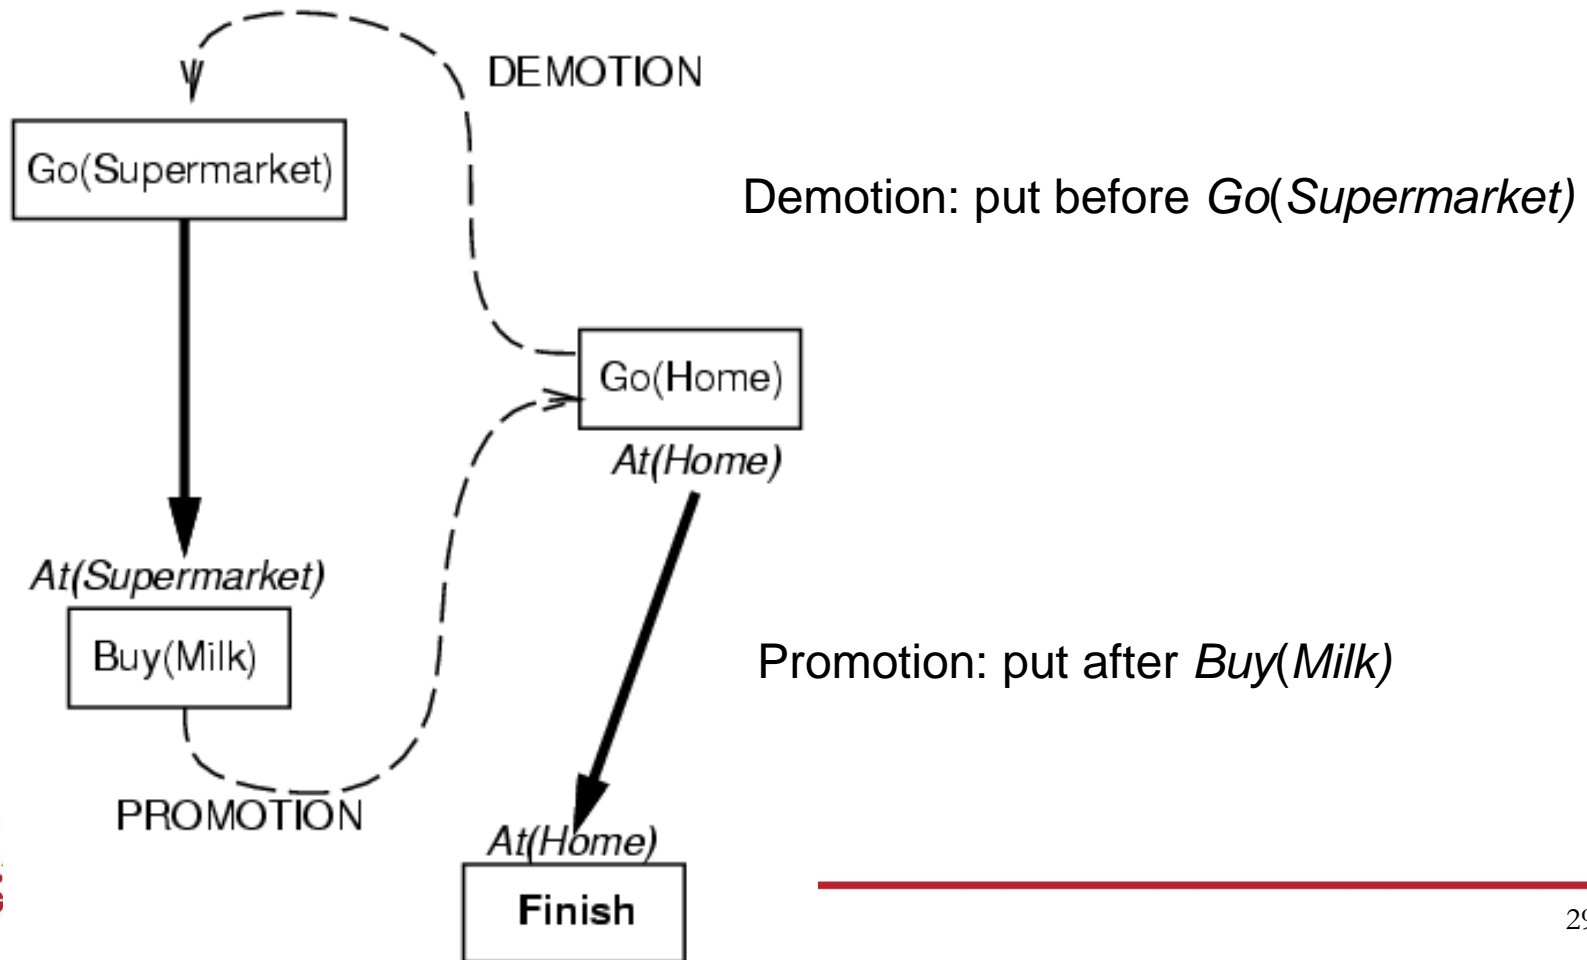 DEMOTION
Go(Supermarket)
Demotion: put before Go(Supermarket)
Go(Home)
At(Home)
At(Supermarket)
Buy(Milk)
Promotion: put after Buy(Milk)
PROMOTION
At(Home)
Finish
29